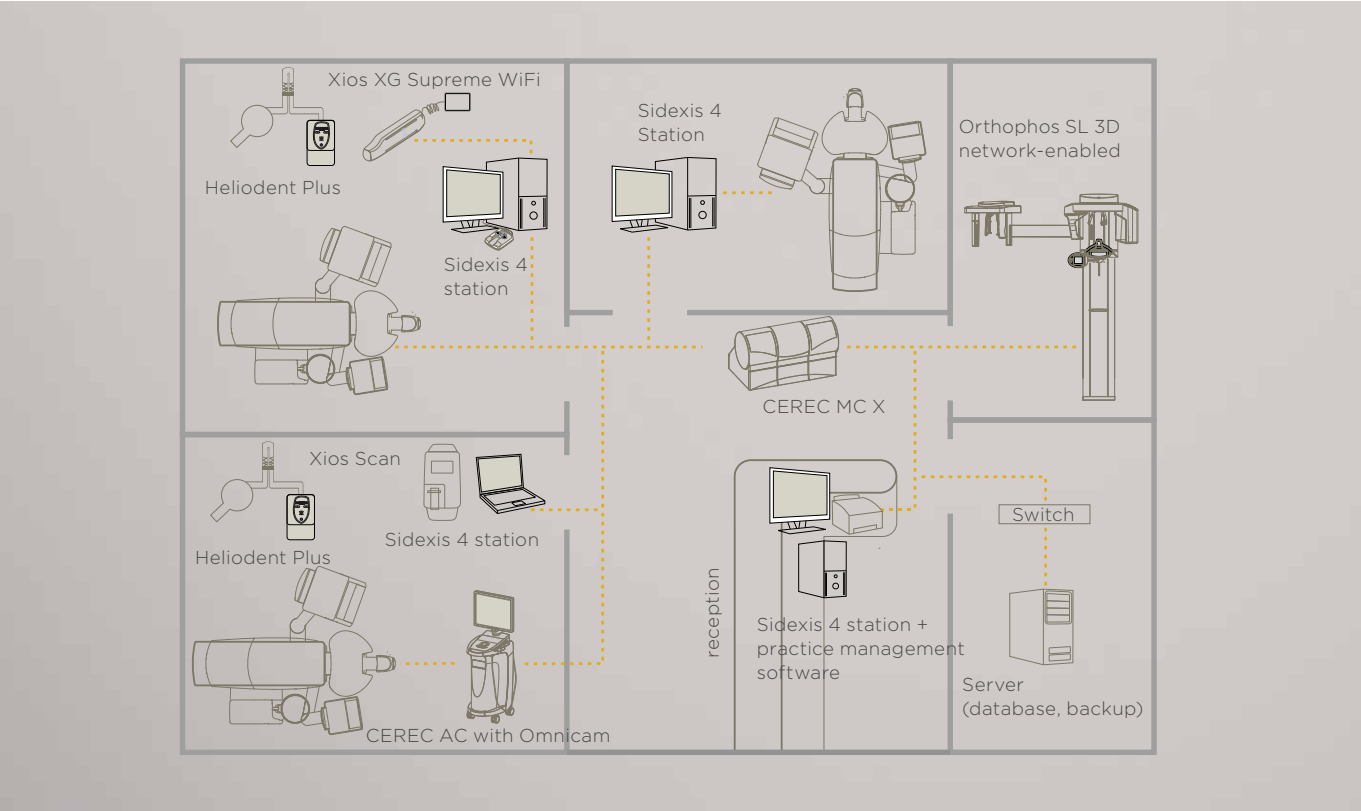 Xios XG Supreme WiFi
Heliodent Plus
Sidexis 4
station
Sidexis 4
Station
Orthophos SL 3D
network-enabled
CEREC MC X
Xios Scan
Sidexis 4 station
Heliodent Plus
CEREC AC with Omnicam
reception
Sidexis 4 station +
practice management
software
Switch
Server
(database, backup)